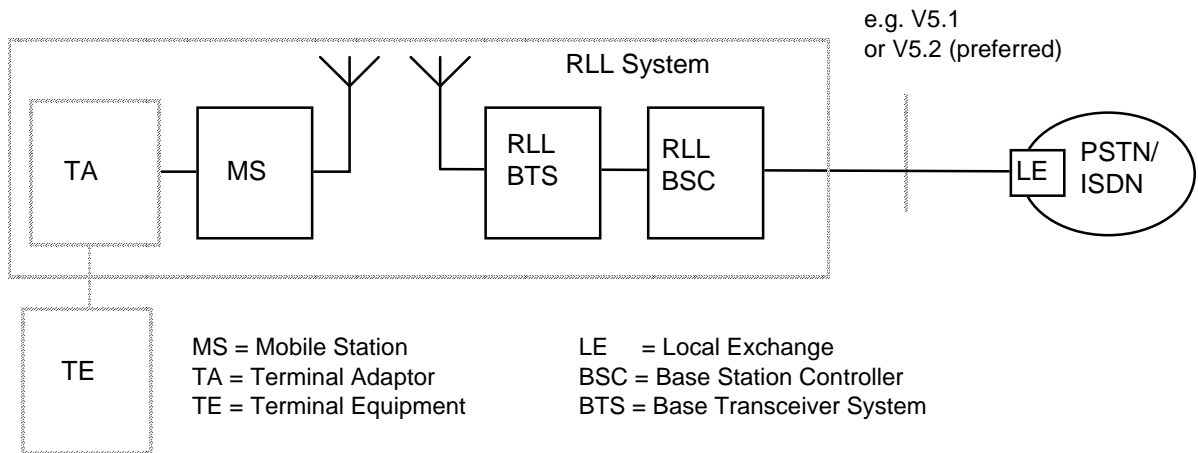 e.g. V5.1
or V5.2 (preferred)
RLL System
TA
MS
RLL
BTS
RLL
BSC
LE
PSTN/
ISDN
TE
MS = Mobile Station
TA = Terminal Adaptor
TE = Terminal Equipment
LE = Local Exchange
BSC = Base Station Controller
BTS = Base Transceiver System